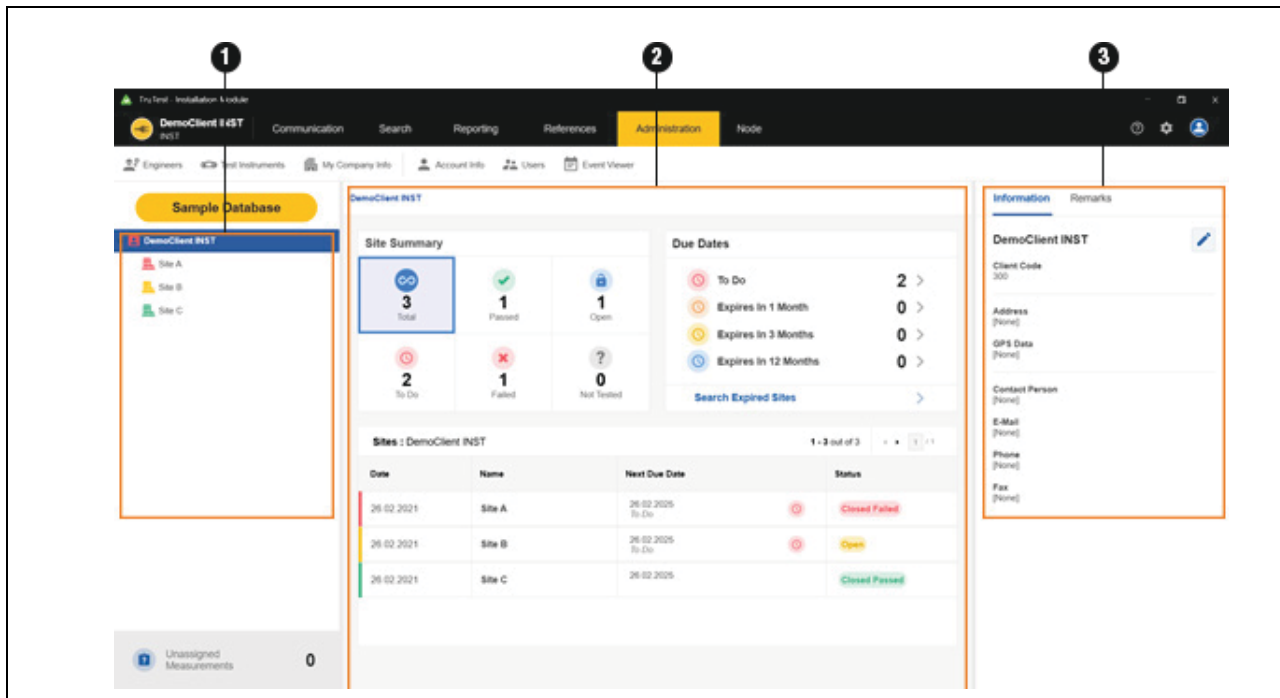 1 2 3
TruTest - Installation Module
DemoClient INST
INST
Communication Search Reporting References Administration Node
Engineers Test Instruments My Company Info Account Info Users Event Viewer
Sample Database
DemoClient INST
Site A
Site B
Site C
Unassigned
Measurements
0
DemoClient INST
Site Summary
3
Total
1
Passed
1
Open
2
To Do
1
Failed
?
0
Not Tested
Due Dates
To Do 2 >
Expires In 1 Month 0 >
Expires In 3 Months 0 >
Expires In 12 Months 0 >
Search Expired Sites >
Sites : DemoClient INST 1 - 3 out of 3 1 / 1
Date Name Next Due Date Status
26.02.2021 Site A 26.02.2025 Closed Failed
To Do
26.02.2021 Site B 26.02.2025 Open
To Do
26.02.2021 Site C 26.02.2025 Closed Passed
Information Remarks
DemoClient INST
Client Code
300
Address
[None]
GPS Data
[None]
Contact Person
[None]
E-Mail
[None]
Phone
[None]
Fax
[None]